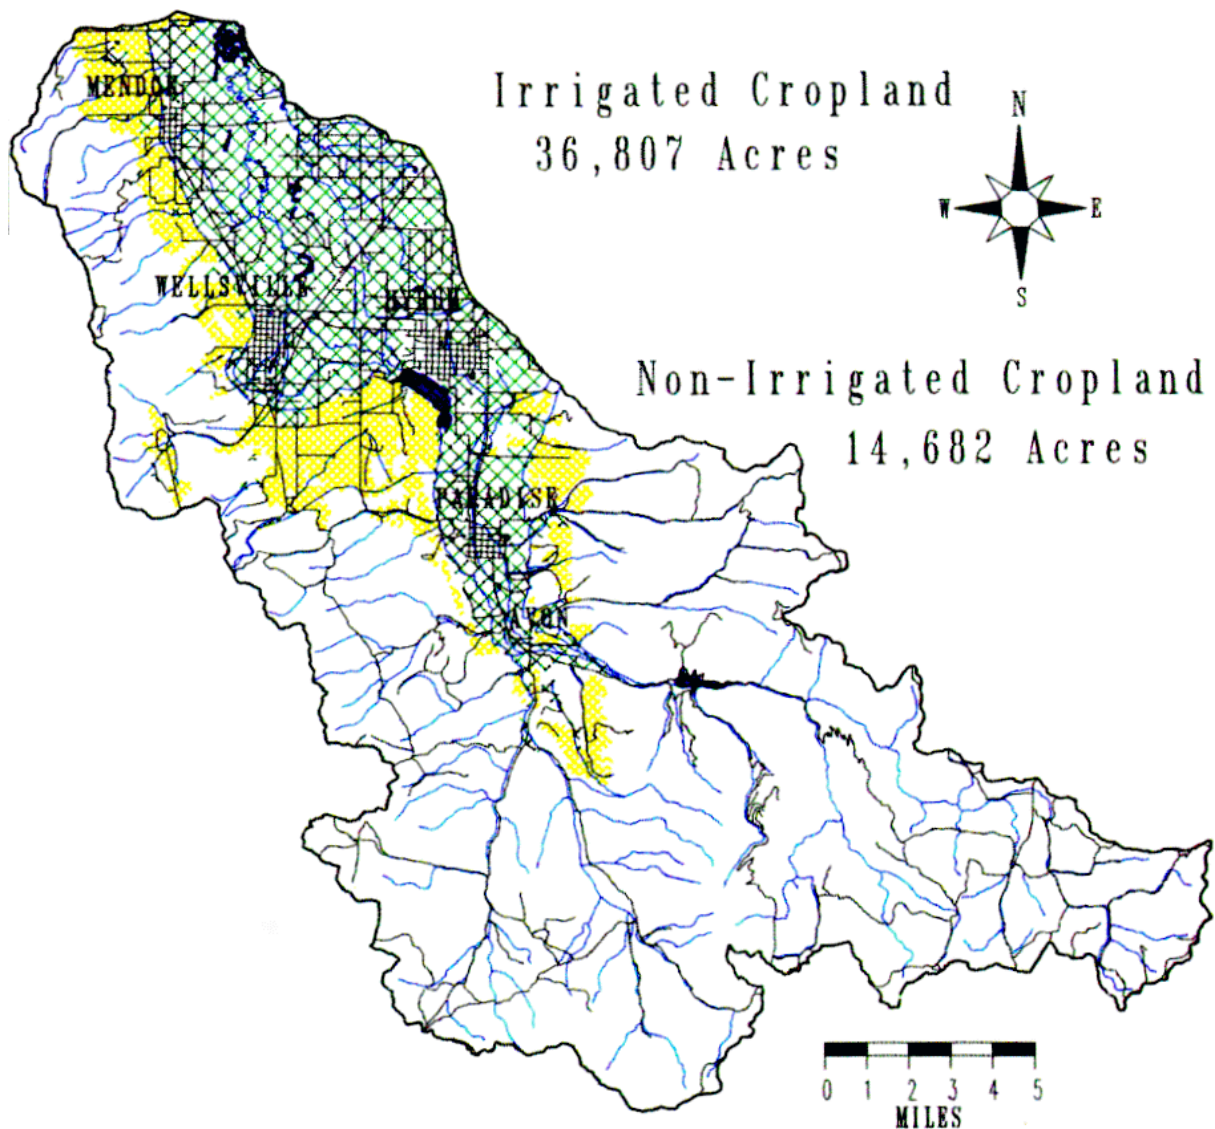 Irrigated Cropland
36,807 Acres
N
W E
S
MENDON
WELLSVILLE
HYRUM
Non-Irrigated Cropland
14,682 Acres
PARADISE
AVON
0 1 2 3 4 5
MILES